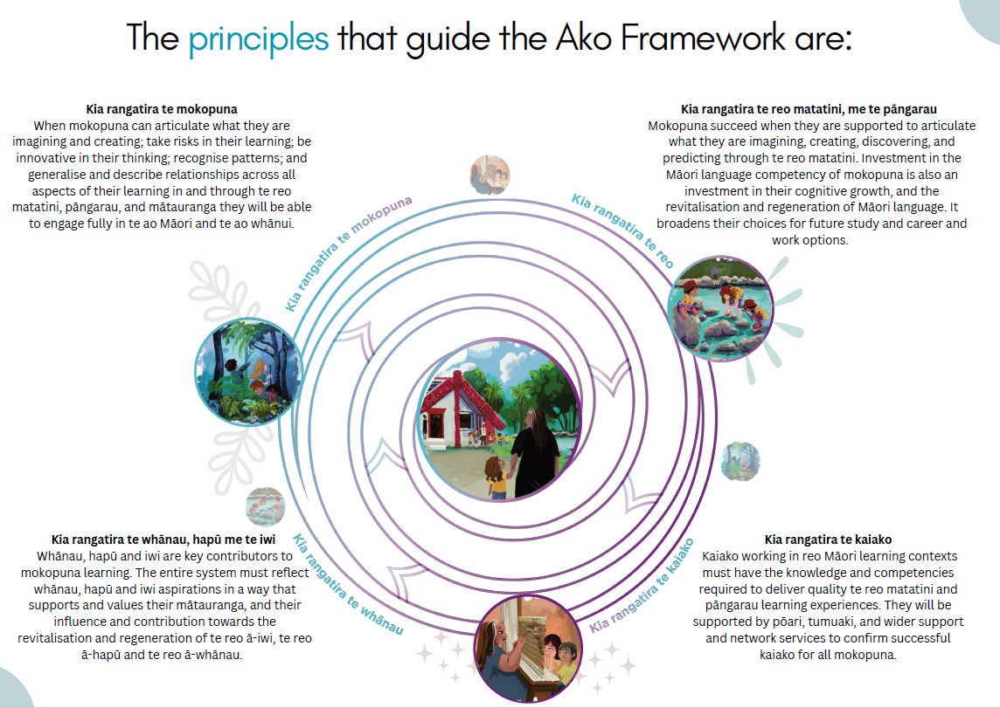 The principles that guide the Ako Framework are:
Kia rangatira te mokopuna
When mokopuna can articulate what they are
imagining and creating; take risks in their learning; be
innovative in their thinking; recognise patterns; and
generalise and describe relationships across all
aspects of their learning in and through te reo
matatini, pāngarau, and mātauranga they will be able
to engage fully in te ao Māori and te ao whānui.
Kia rangatira te reo matatini, me te pāngarau
Mokopuna succeed when they are supported to articulate
what they are imagining, creating, discovering, and
predicting through te reo matatini. Investment in the
Māori language competency of mokopuna is also an
investment in their cognitive growth, and the
revitalisation and regeneration of Māori language. It
broadens their choices for future study and career and
work options.
Kia rangatira te mokopuna
Kia rangatira te reo
Kia rangatira te whānau
Kia rangatira te kaiako
Kia rangatira te whānau, hapū me te iwi
Whānau, hapū and iwi are key contributors to
mokopuna learning. The entire system must reflect
whānau, hapū and iwi aspirations in a way that
supports and values their mātauranga, and their
influence and contribution towards the
revitalisation and regeneration of te reo ā-iwi, te reo
ā-hapū and te reo ā-whānau.
Kia rangatira te kaiako
Kaiako working in reo Māori learning contexts
must have the knowledge and competencies
required to deliver quality te reo matatini and
pāngarau learning experiences. They will be
supported by pōari, tumuaki, and wider support
and network services to confirm successful
kaiako for all mokopuna.